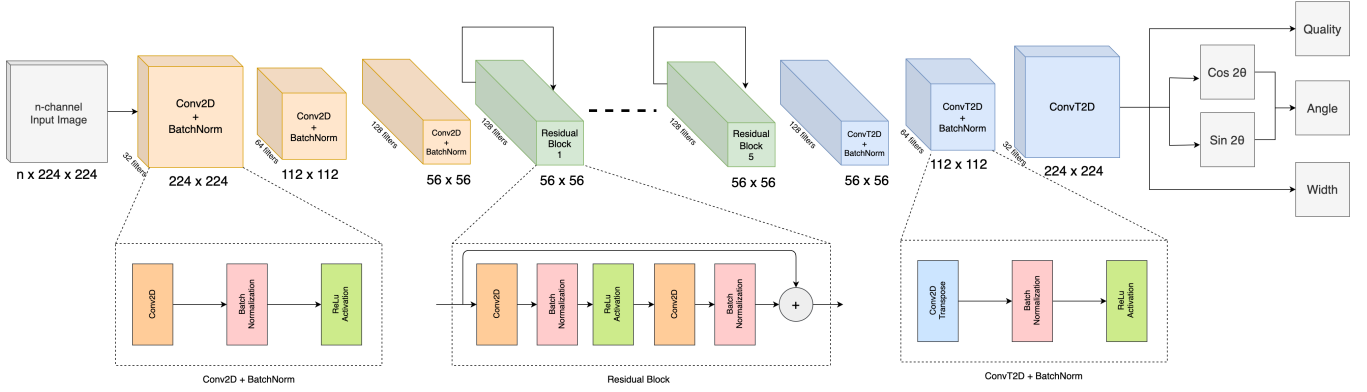 n-channel
Input Image
n x 224 x 224
Conv2D
+
BatchNorm
32 filters
224 x 224
Conv2D
+
BatchNorm
64 filters
112 x 112
Conv2D
+
BatchNorm
128 filters
56 x 56
Residual
Block
1
128 filters
56 x 56
Residual
Block
5
128 filters
56 x 56
ConvT2D
+
BatchNorm
128 filters
56 x 56
ConvT2D
+
BatchNorm
64 filters
112 x 112
ConvT2D
32 filters
224 x 224
Quality
Cos 2θ
Sin 2θ
Angle
Width
Conv2D
Batch
Normalization
ReLu
Activation
Conv2D + BatchNorm
Conv2D
Batch
Normalization
ReLu
Activation
Conv2D
Batch
Normalization
+
Residual Block
Conv2D
Transpose
Batch
Normalization
ReLu
Activation
ConvT2D + BatchNorm